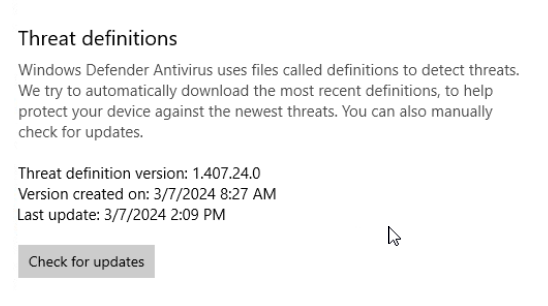 Threat definitions
Windows Defender Antivirus uses files called definitions to detect threats.
We try to automatically download the most recent definitions, to help
protect your device against the newest threats. You can also manually
check for updates.
Threat definition version: 1.407.24.0
Version created on: 3/7/2024 8:27 AM
Last update: 3/7/2024 2:09 PM
Check for updates